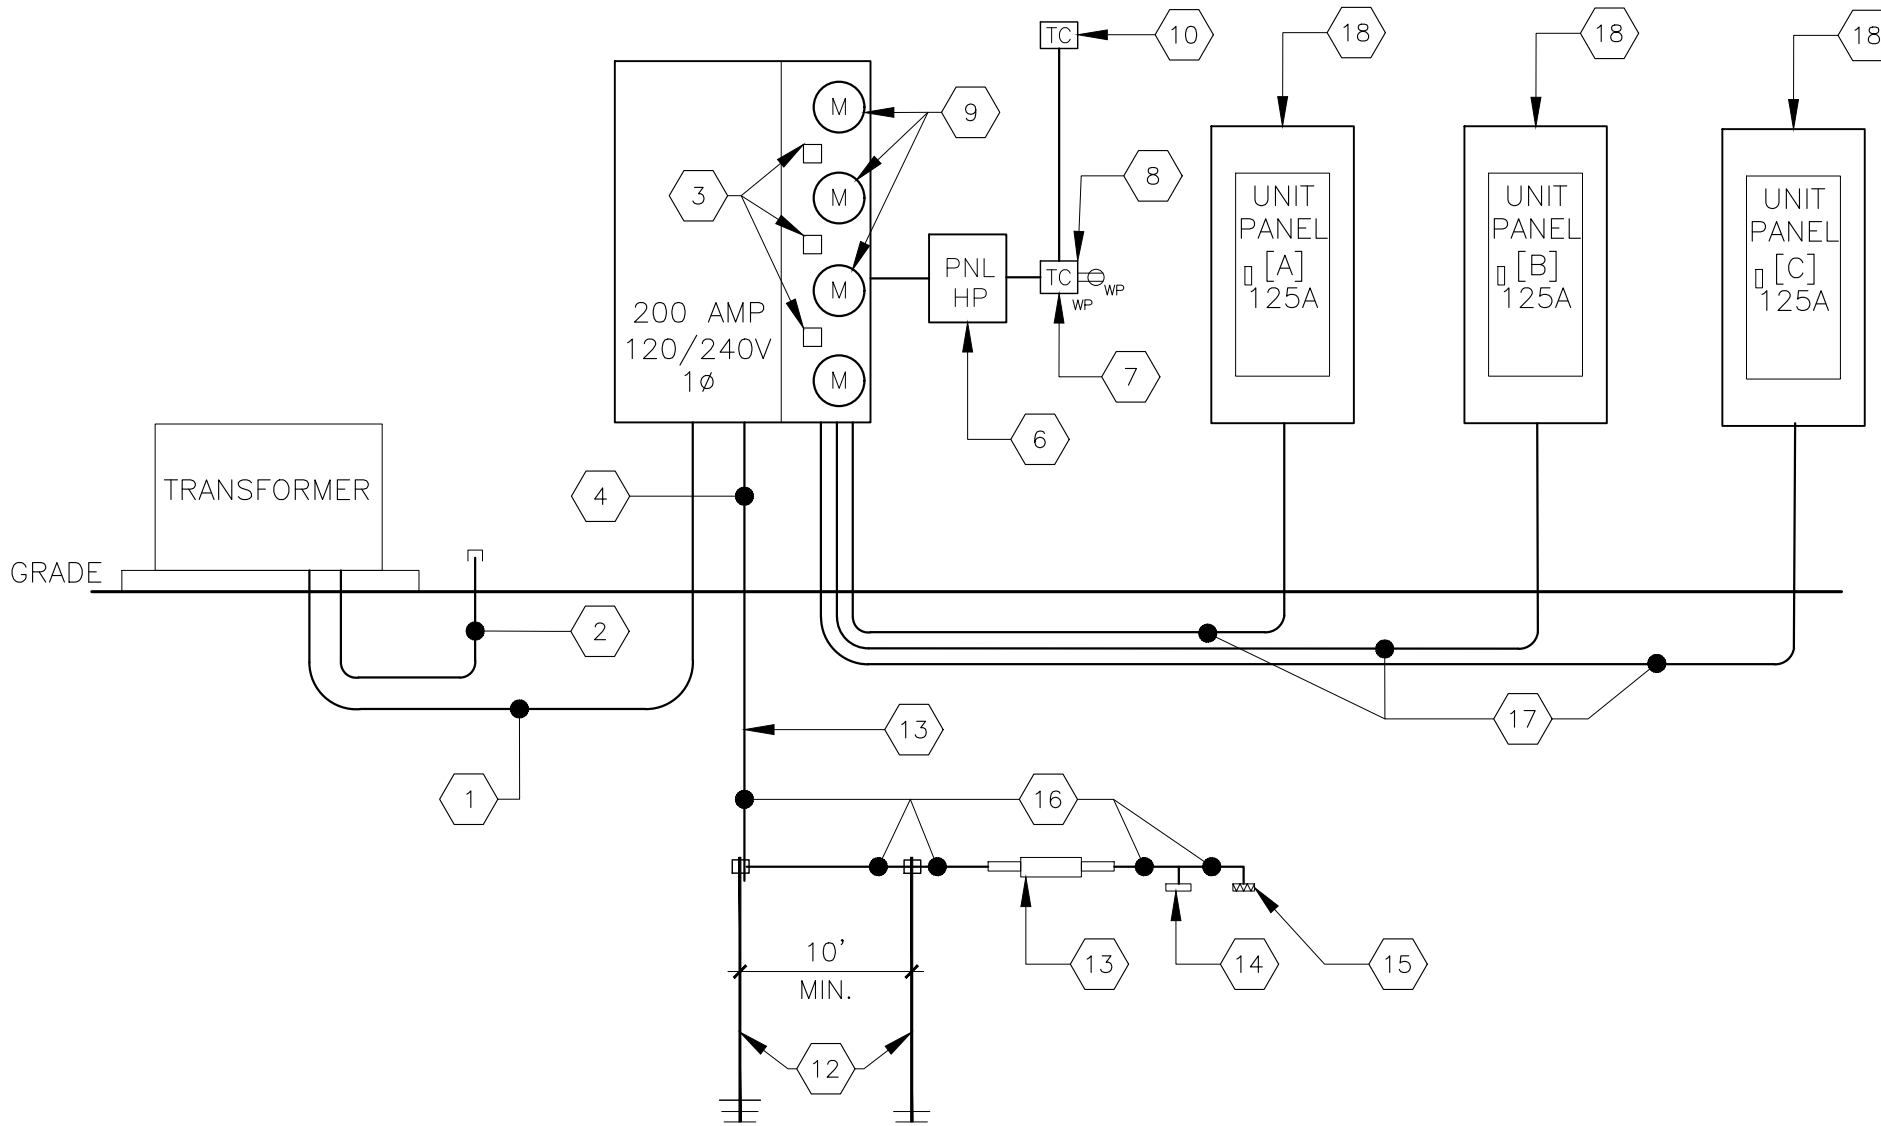 TC
10
18
18
18
M
9
3
M
8
UNIT
PANEL
[A]
125A
UNIT
PANEL
[B]
125A
UNIT
PANEL
[C]
125A
PNL
HP
TC
WP
WP
M
200 AMP
120/240V
1ø
M
7
6
TRANSFORMER
4
GRADE
2
17
13
1
16
10'
MIN.
13
14
15
12